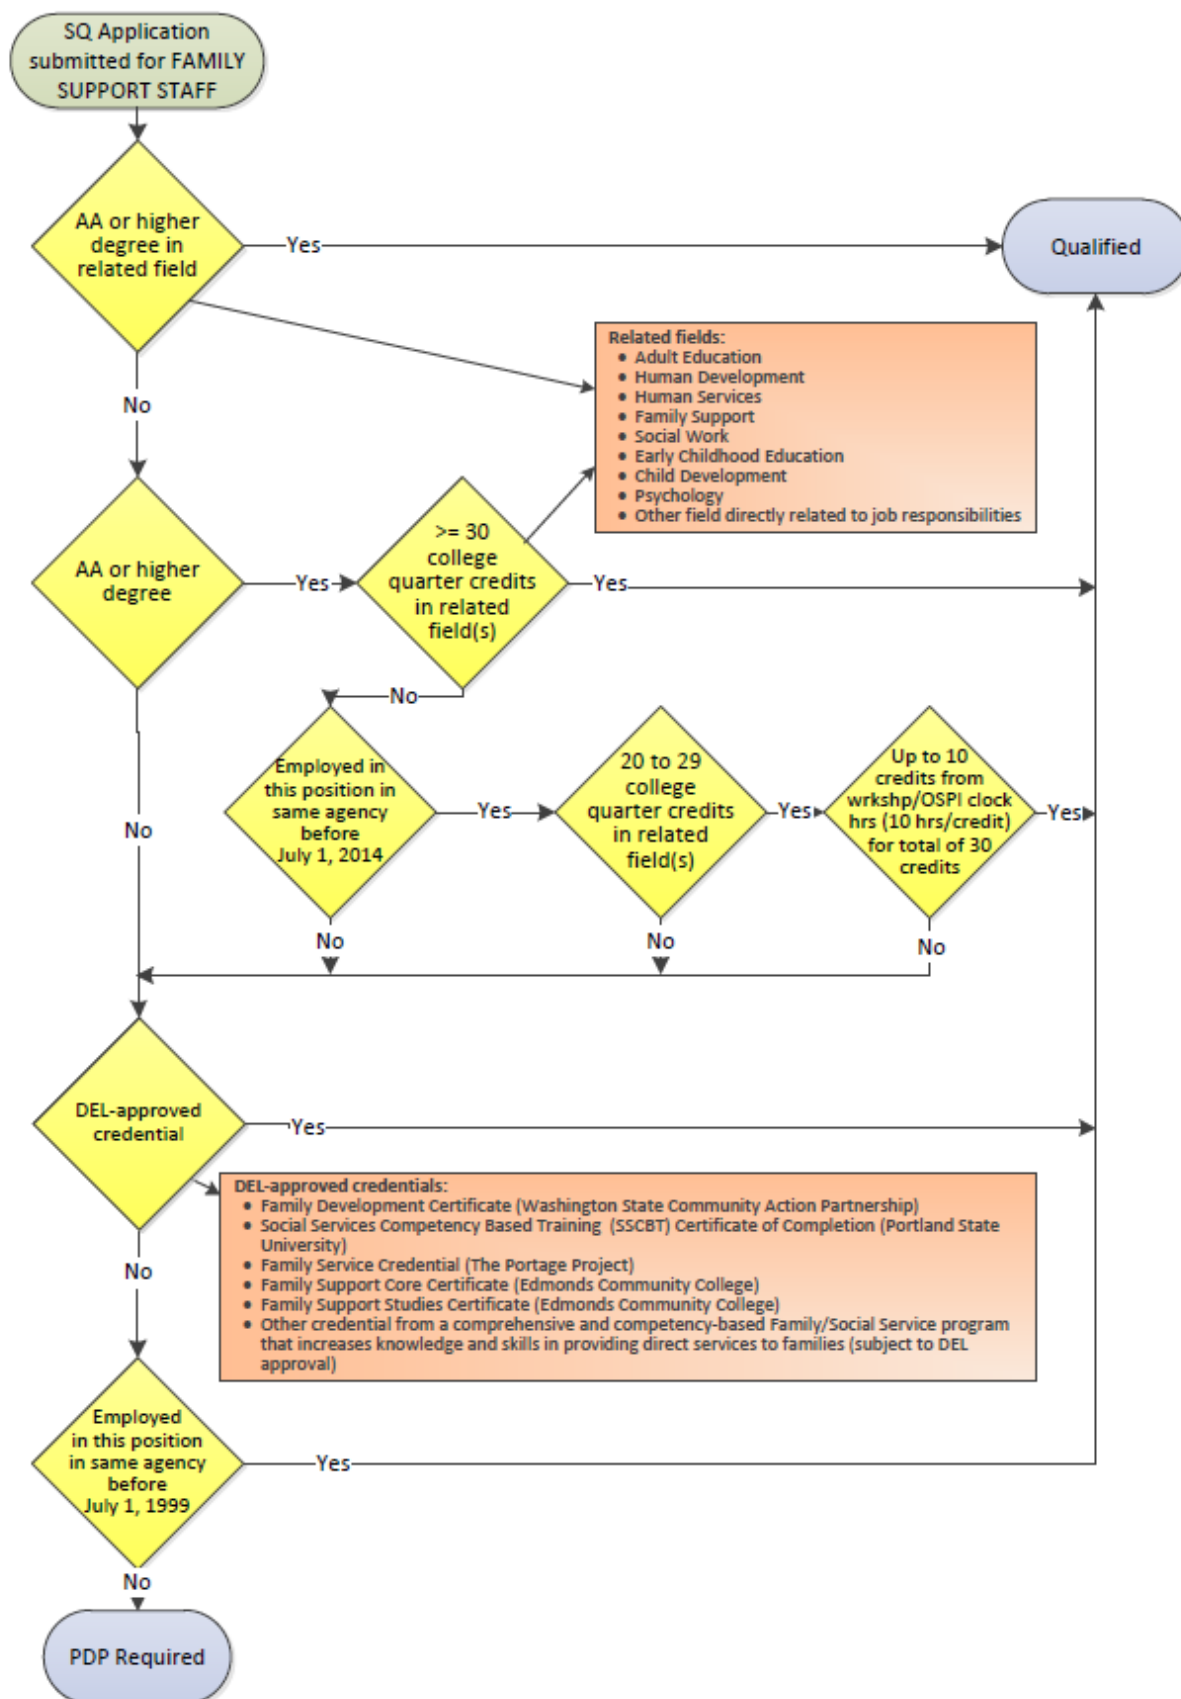 SQ Application
submitted for FAMILY
SUPPORT STAFF
AA or higher
degree in
related field
Yes
Qualified
Related fields:
• Adult Education
• Human Development
• Human Services
• Family Support
• Social Work
• Early Childhood Education
• Child Development
• Psychology
• Other field directly related to job responsibilities
No
AA or higher
degree
Yes
>= 30
college
quarter credits
in related
field(s)
Yes
No
Employed in
this position in
same agency
before
July 1, 2014
Yes
20 to 29
college
quarter credits
in related
field(s)
Yes
Up to 10
credits from
wrkshp/OSPI clock
hrs (10 hrs/credit)
for total of 30
credits
Yes
No
No
No
No
DEL-approved
credential
Yes
DEL-approved credentials:
• Family Development Certificate (Washington State Community Action Partnership)
• Social Services Competency Based Training (SSCBT) Certificate of Completion (Portland State
University)
• Family Service Credential (The Portage Project)
• Family Support Core Certificate (Edmonds Community College)
• Family Support Studies Certificate (Edmonds Community College)
• Other credential from a comprehensive and competency-based Family/Social Service program
that increases knowledge and skills in providing direct services to families (subject to DEL
approval)
No
Employed
in this position
in same agency
before
July 1, 1999
Yes
No
PDP Required